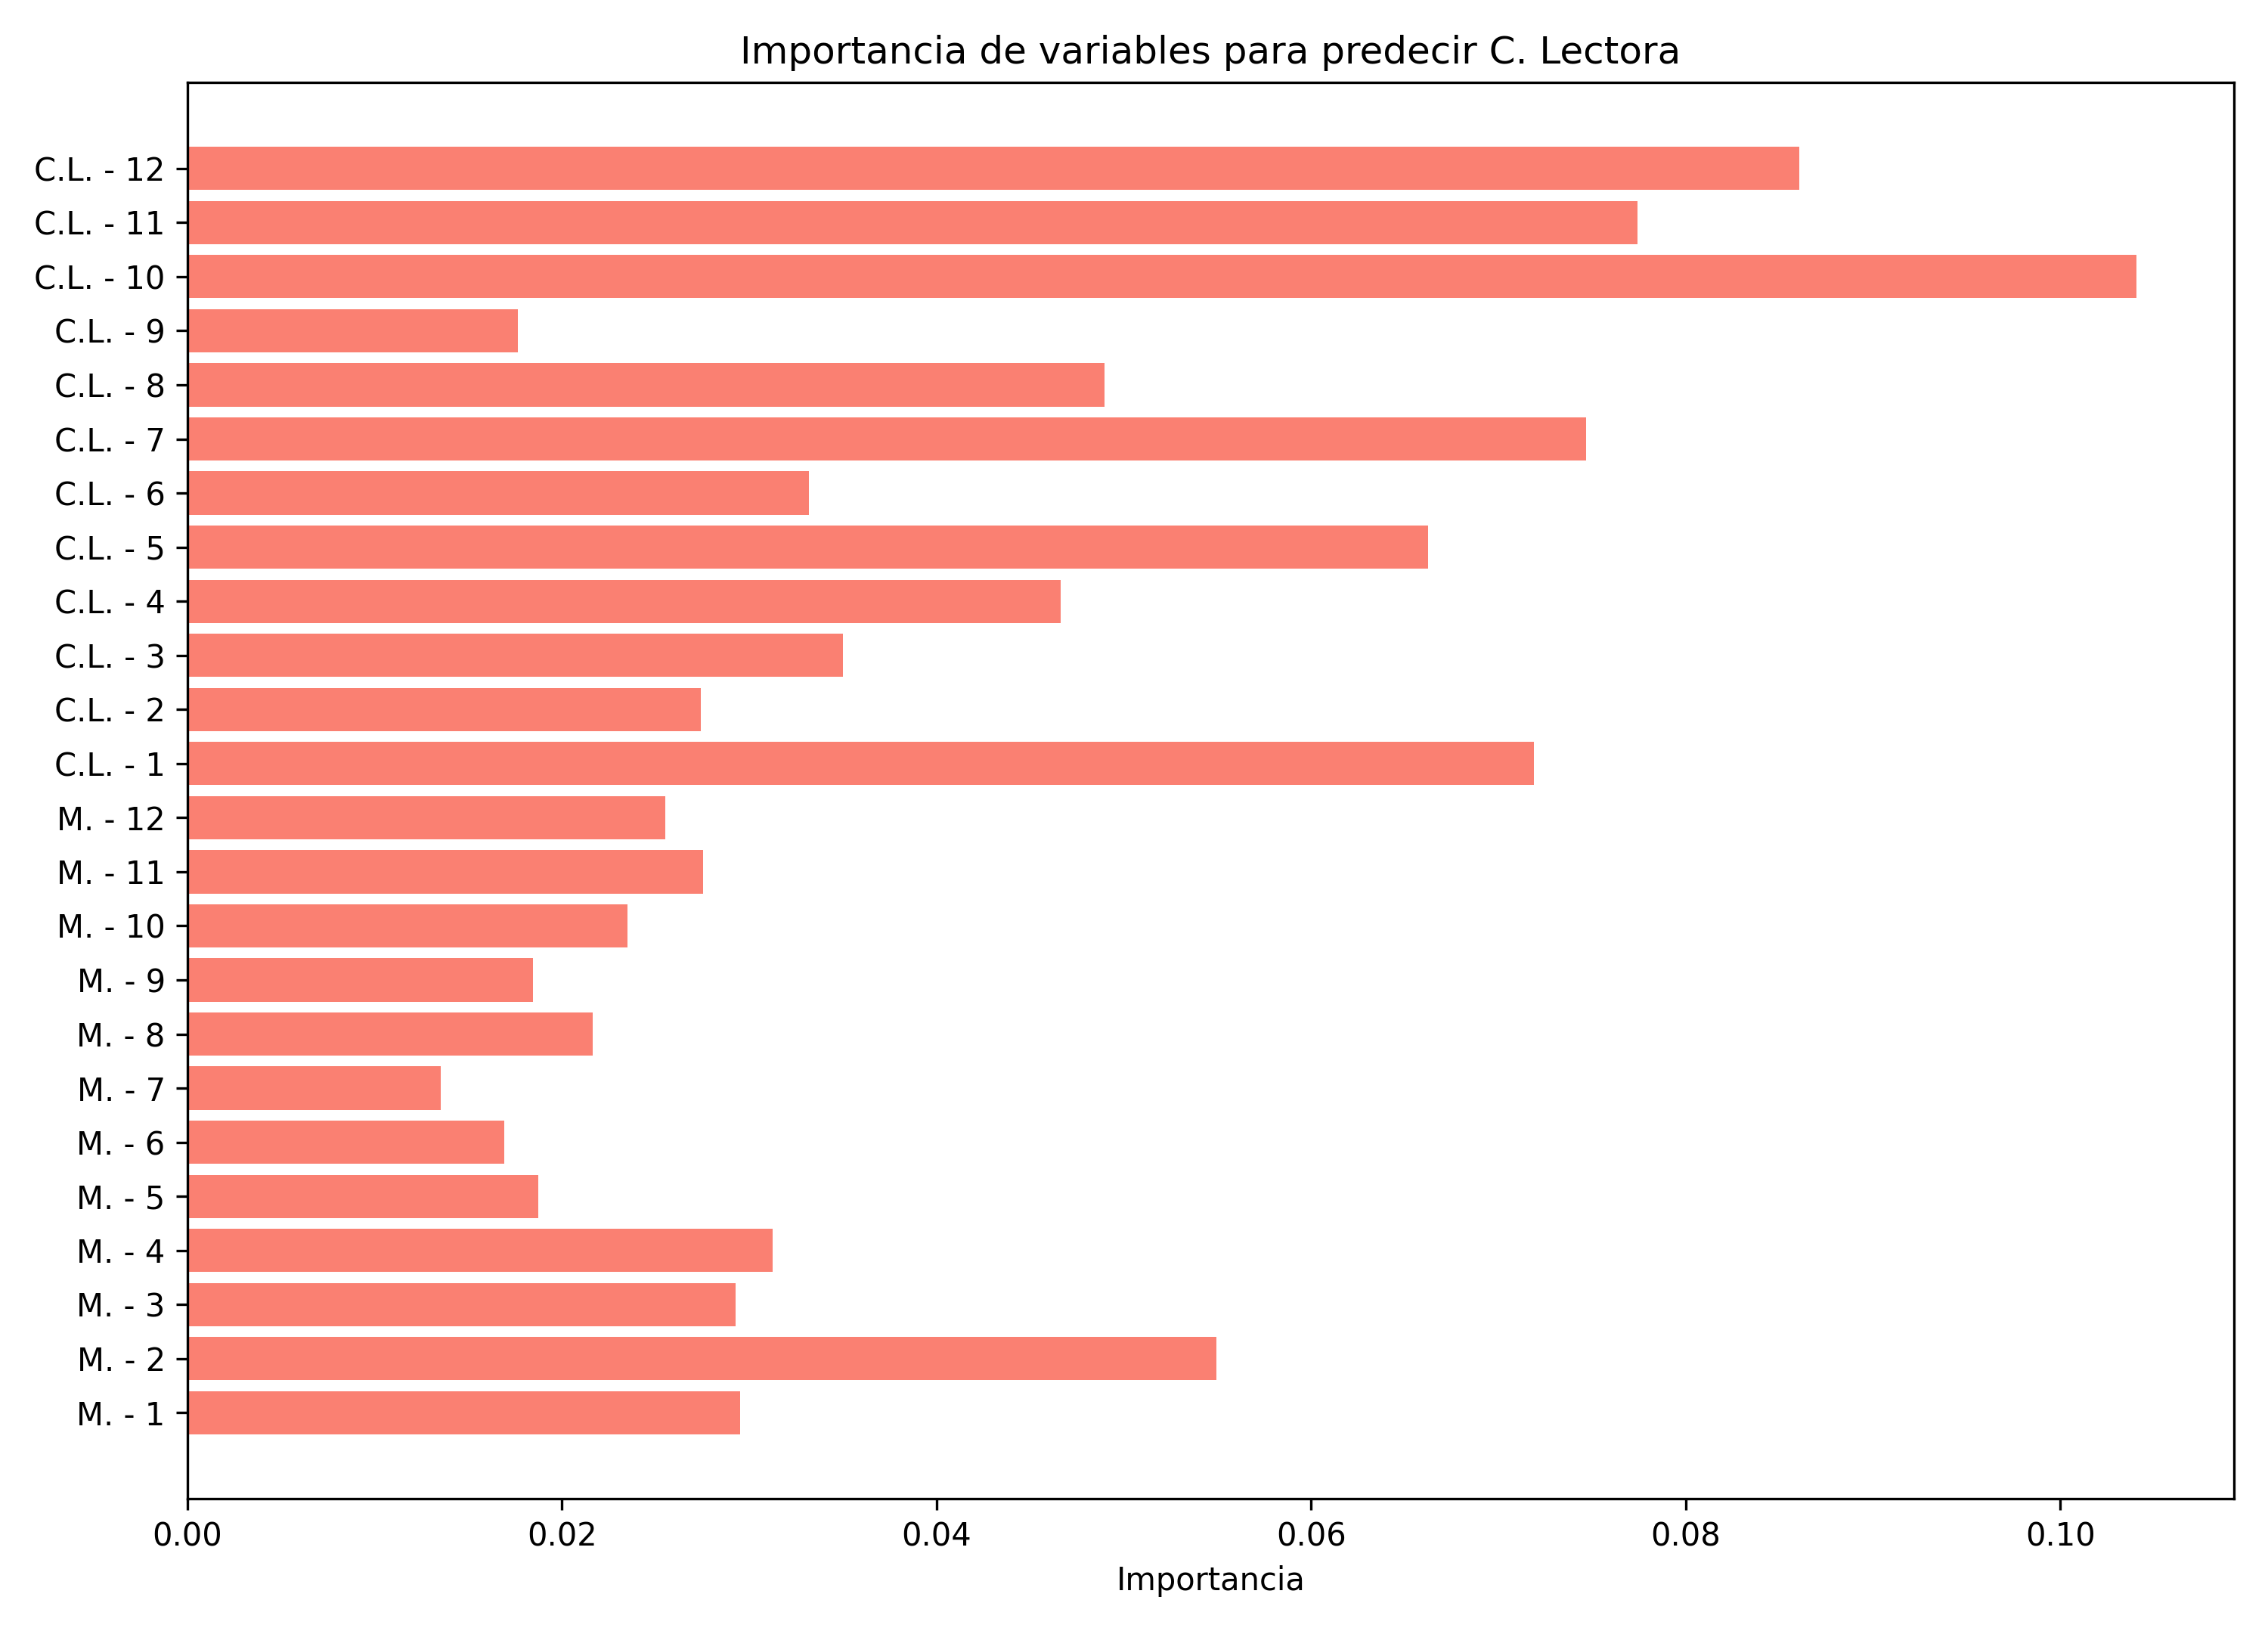 Importancia de variables para predecir C. Lectora
C.L. - 12
C.L. - 11
C.L. - 10
C.L. - 9
C.L. - 8
C.L. - 7
C.L. - 6
C.L. - 5
C.L. - 4
C.L. - 3
C.L. - 2
C.L. - 1
M. - 12
M. - 11
M. - 10
M. - 9
M. - 8
M. - 7
M. - 6
M. - 5
M. - 4
M. - 3
M. - 2
M. - 1
0.00 0.02 0.04 0.06 0.08 0.10
Importancia